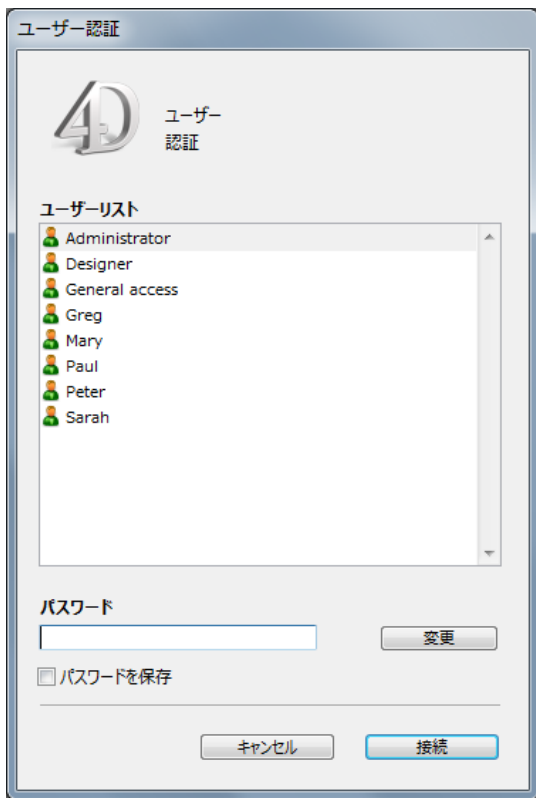 ユーザー認証
4D
ユーザー
認証
ユーザーリスト
Administrator
Designer
General access
Greg
Mary
Paul
Peter
Sarah
パスワード
変更
パスワードを保存
キャンセル
接続